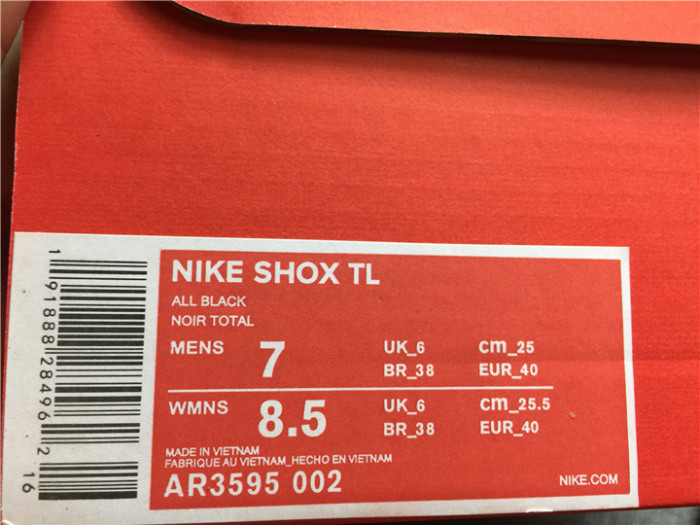 NIKE SHOX TL
ALL BLACK
NOIR TOTAL
MENS 7 UK_6 cm_25
BR_38 EUR_40
WMNS 8.5 UK_6 cm_25.5
BR_38 EUR_40
MADE IN VIETNAM
FABRIQUE AU VIETNAM_HECHO EN VIETNAM
AR3595 002
NIKE.COM
1 91888 28496 2 16